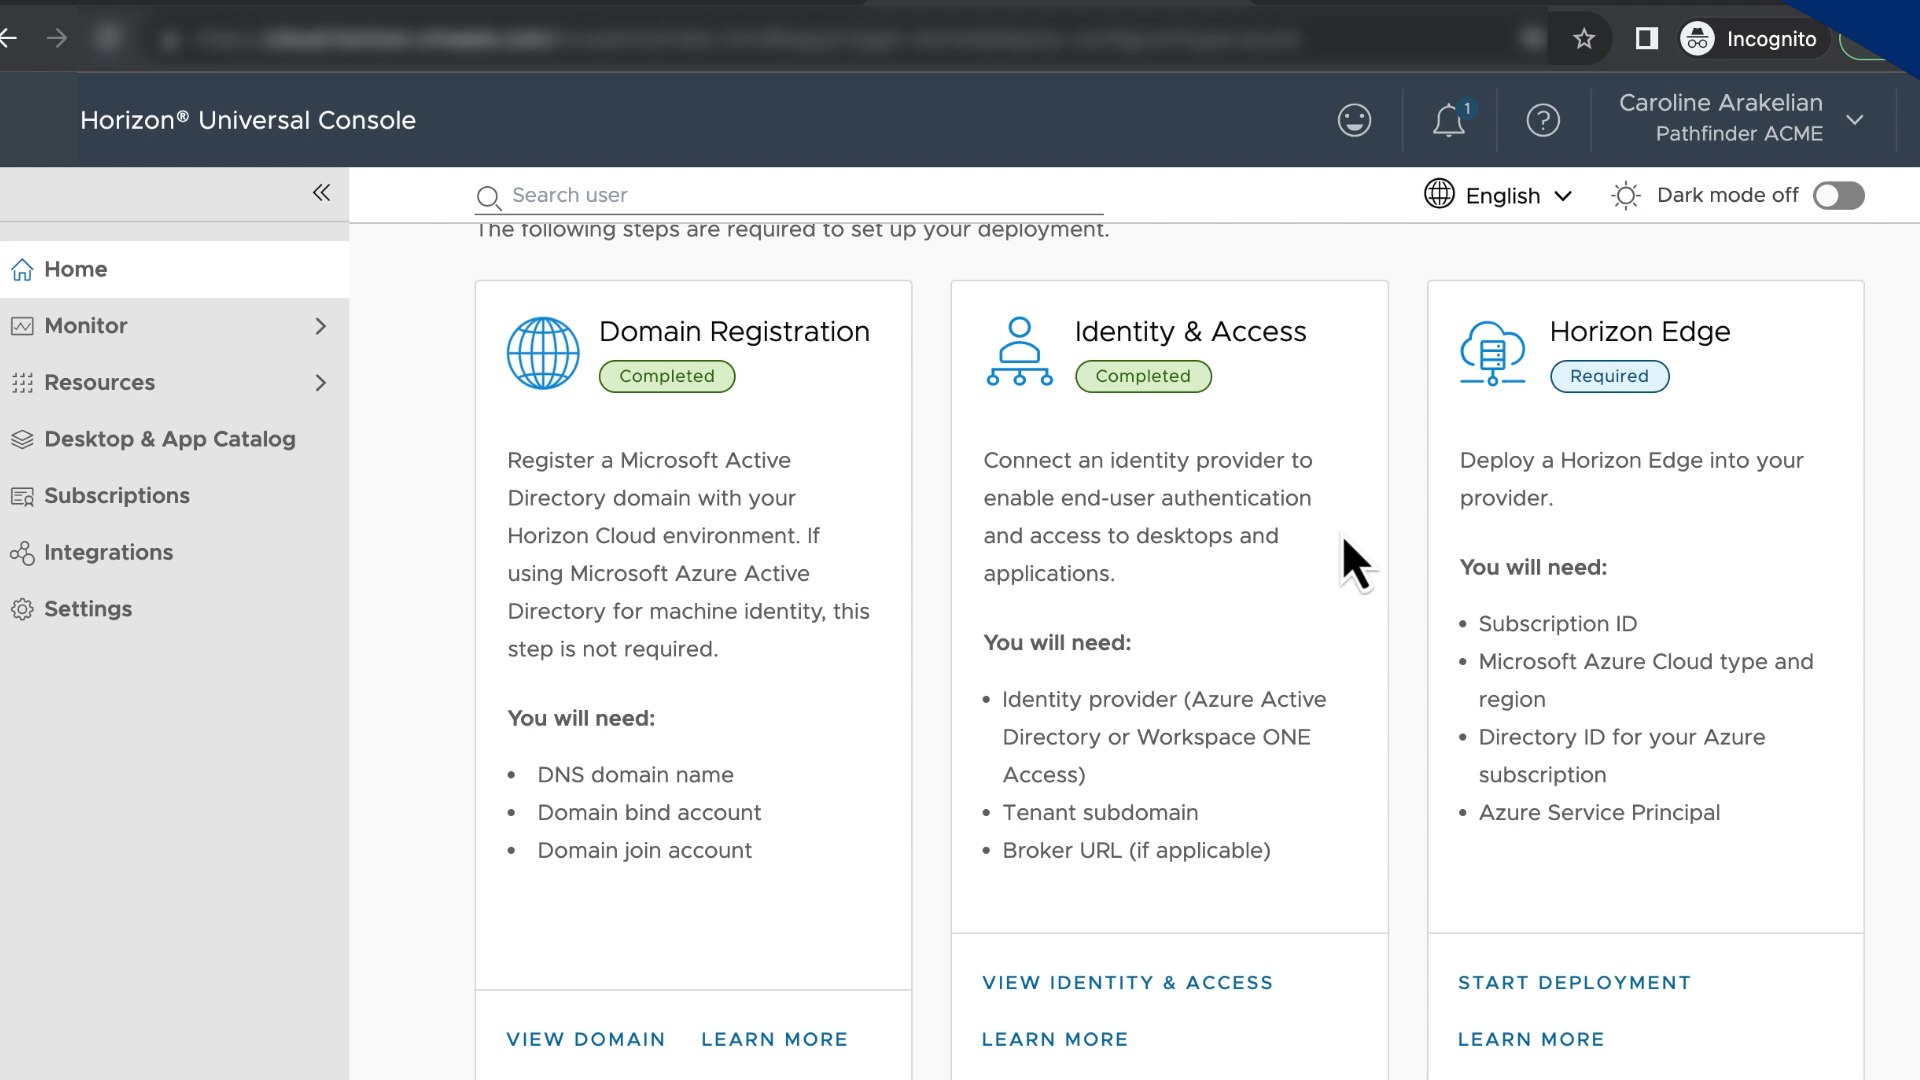 Incognito
Horizon® Universal Console
1
Caroline Arakelian
Pathfinder ACME
Search user
English
Dark mode off
The following steps are required to set up your deployment.
Home
Monitor
Resources
Desktop & App Catalog
Subscriptions
Integrations
Settings
Domain Registration
Completed
Register a Microsoft Active
Directory domain with your
Horizon Cloud environment. If
using Microsoft Azure Active
Directory for machine identity, this
step is not required.
You will need:
• DNS domain name
• Domain bind account
• Domain join account
VIEW DOMAIN LEARN MORE
Identity & Access
Completed
Connect an identity provider to
enable end-user authentication
and access to desktops and
applications.
You will need:
• Identity provider (Azure Active
Directory or Workspace ONE
Access)
• Tenant subdomain
• Broker URL (if applicable)
VIEW IDENTITY & ACCESS
LEARN MORE
Horizon Edge
Required
Deploy a Horizon Edge into your
provider.
You will need:
• Subscription ID
• Microsoft Azure Cloud type and
region
• Directory ID for your Azure
subscription
• Azure Service Principal
START DEPLOYMENT
LEARN MORE